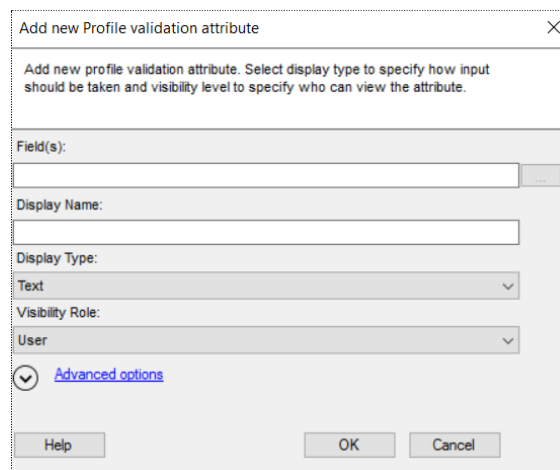 Add new Profile validation attribute
Add new profile validation attribute. Select display type to specify how input
should be taken and visibility level to specify who can view the attribute.
Field(s):
...
Display Name:
Display Type:
Text
Visibility Role:
User
Advanced options
Help OK Cancel